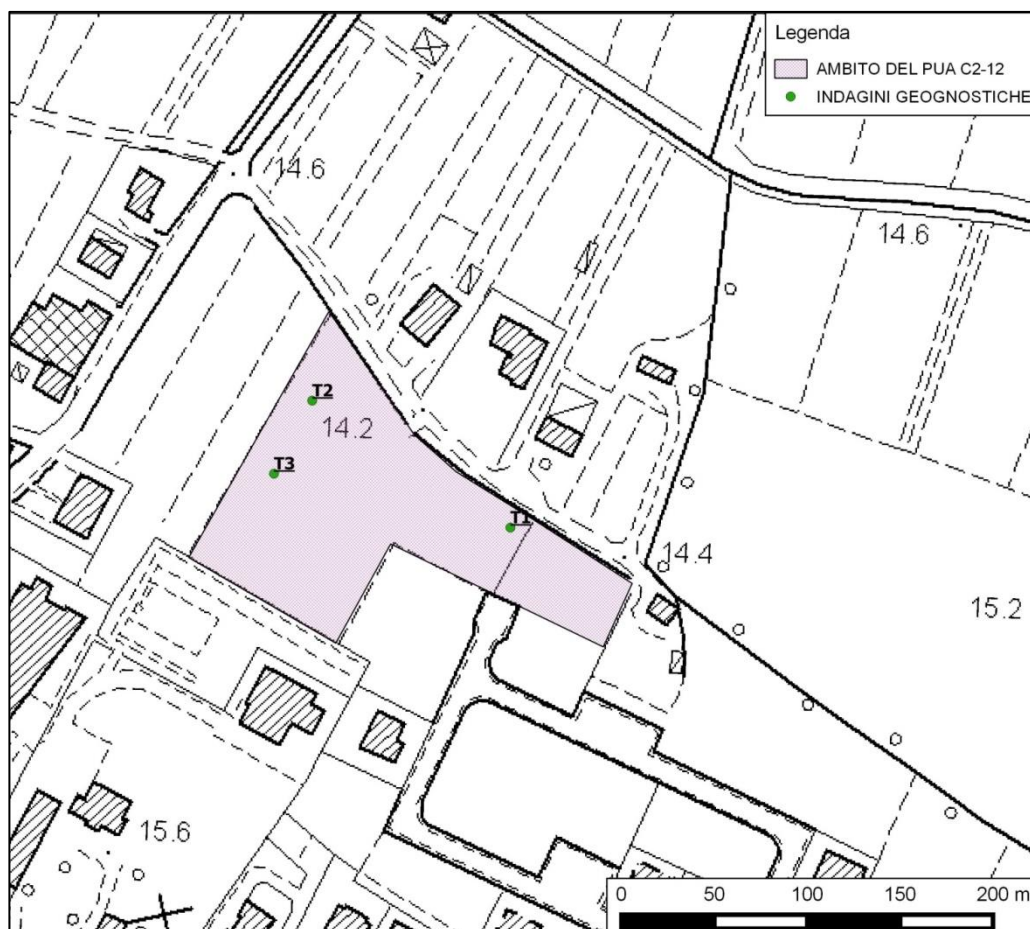 Legenda
AMBITO DEL PUA C2-12
INDAGINI GEOGNOSTICHE
14.6
14.6
T2
14.2
T3
T1
14.4
15.2
15.6
0 50 100 150 200 m